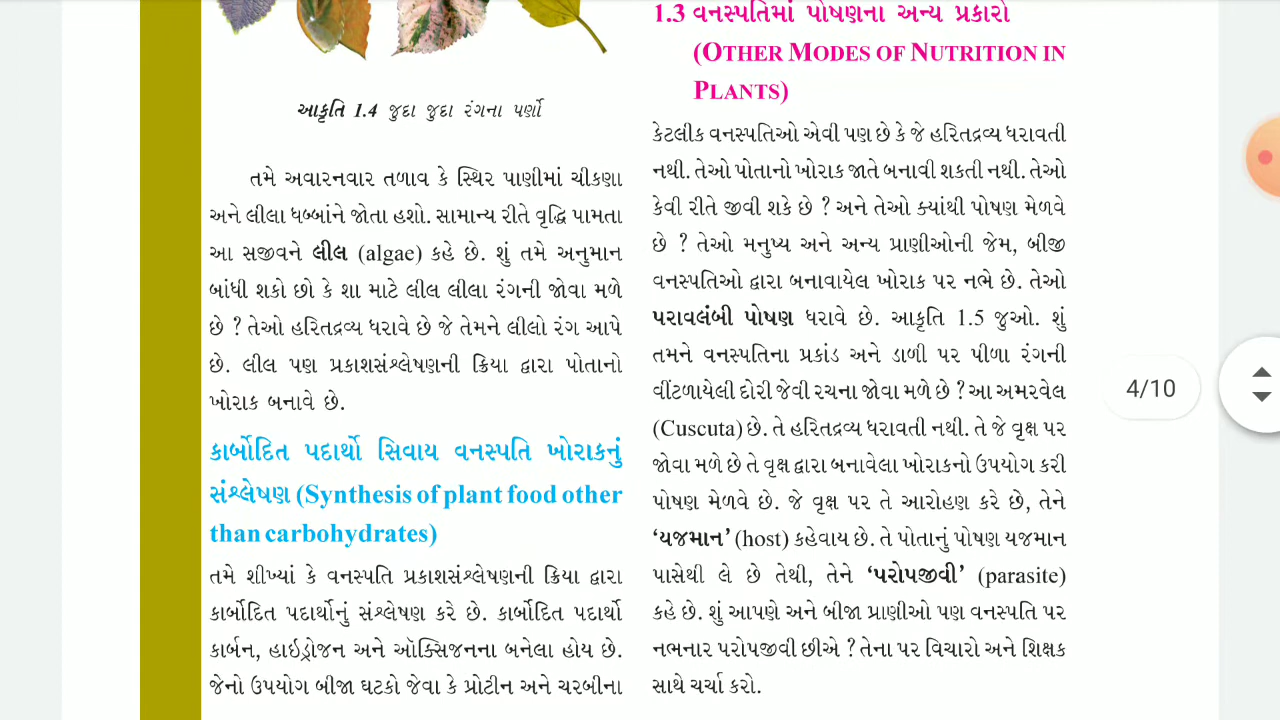 આકૃતિ 1.4 જુદા જુદા રંગના પર્ણો
તમે અવારનવાર તળાવ કે સ્થિર પાણીમાં ચીકણા
અને લીલા ધબ્બાંને જોતા હશો. સામાન્ય રીતે વૃદ્ધિ પામતા
આ સજીવને લીલ (algae) કહે છે. શું તમે અનુમાન
બાંધી શકો છો કે શા માટે લીલ લીલા રંગની જોવા મળે
છે ? તેઓ હરિતદ્રવ્ય ધરાવે છે જે તેમને લીલો રંગ આપે
છે. લીલ પણ પ્રકાશસંશ્લેષણની ક્રિયા દ્વારા પોતાનો
ખોરાક બનાવે છે.
કાર્બોદિત પદાર્થો સિવાય વનસ્પતિ ખોરાકનું
સંશ્લેષણ (Synthesis of plant food other
than carbohydrates)
તમે શીખ્યાં કે વનસ્પતિ પ્રકાશસંશ્લેષણની ક્રિયા દ્વારા
કાર્બોદિત પદાર્થોનું સંશ્લેષણ કરે છે. કાર્બોદિત પદાર્થો
કાર્બન, હાઇડ્રોજન અને ઑક્સિજનના બનેલા હોય છે.
જેનો ઉપયોગ બીજા ઘટકો જેવા કે પ્રોટીન અને ચરબીના
1.3 વનસ્પતિમાં પોષણના અન્ય પ્રકારો
(OTHER MODES OF NUTRITION IN
PLANTS)
કેટલીક વનસ્પતિઓ એવી પણ છે કે જે હરિતદ્રવ્ય ધરાવતી
નથી. તેઓ પોતાનો ખોરાક જાતે બનાવી શકતી નથી. તેઓ
કેવી રીતે જીવી શકે છે ? અને તેઓ ક્યાંથી પોષણ મેળવે
છે ? તેઓ મનુષ્ય અને અન્ય પ્રાણીઓની જેમ, બીજી
વનસ્પતિઓ દ્વારા બનાવાયેલ ખોરાક પર નભે છે. તેઓ
પરાવલંબી પોષણ ધરાવે છે. આકૃતિ 1.5 જુઓ. શું
તમને વનસ્પતિના પ્રકાંડ અને ડાળી પર પીળા રંગની
વીંટળાયેલી દોરી જેવી રચના જોવા મળે છે ? આ અમરવેલ
(Cuscuta) છે. તે હરિતદ્રવ્ય ધરાવતી નથી. તે જે વૃક્ષ પર
જોવા મળે છે તે વૃક્ષ દ્વારા બનાવેલા ખોરાકનો ઉપયોગ કરી
પોષણ મેળવે છે. જે વૃક્ષ પર તે આરોહણ કરે છે, તેને
‘યજમાન’ (host) કહેવાય છે. તે પોતાનું પોષણ યજમાન
પાસેથી લે છે તેથી, તેને ‘પરોપજીવી’ (parasite)
કહે છે. શું આપણે અને બીજા પ્રાણીઓ પણ વનસ્પતિ પર
નભનાર પરોપજીવી છીએ ? તેના પર વિચારો અને શિક્ષક
સાથે ચર્ચા કરો.
4/10